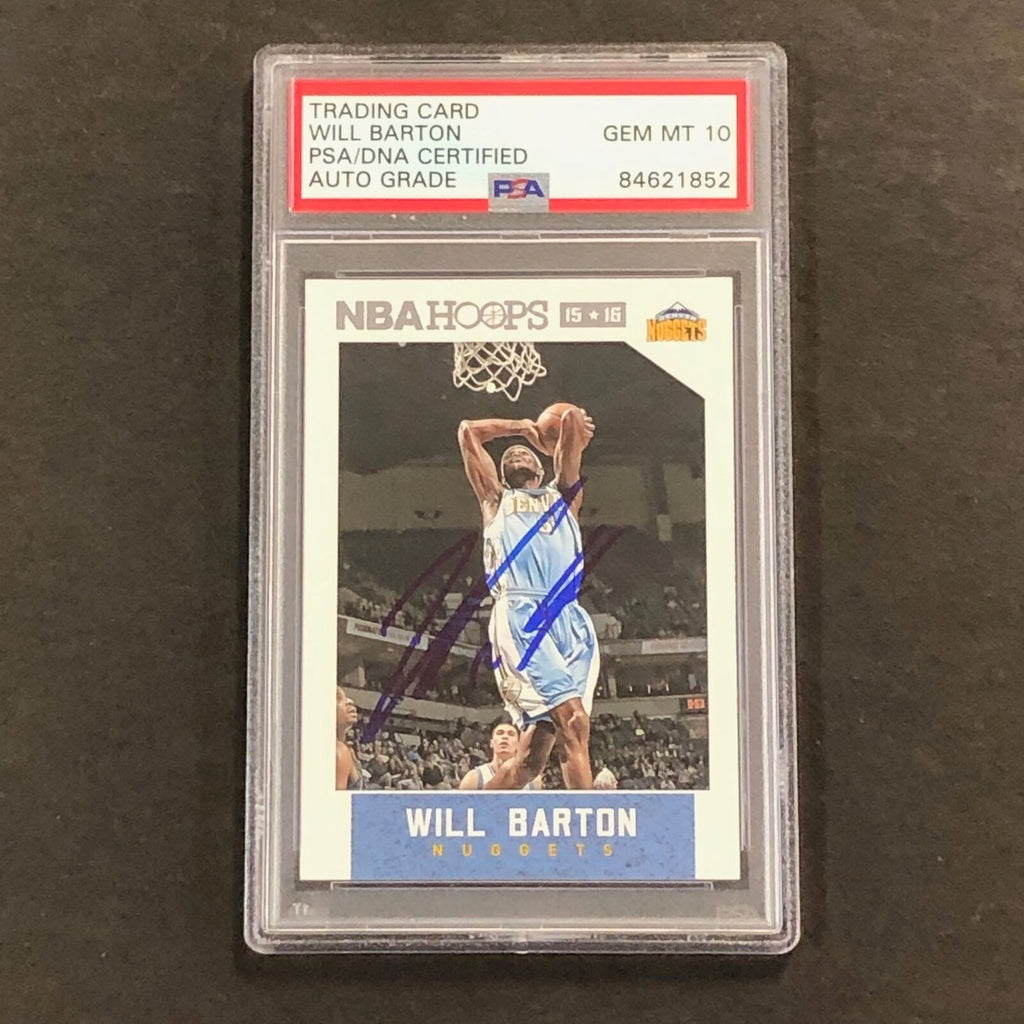 TRADING CARD
WILL BARTON GEM MT 10
PSA/DNA CERTIFIED
AUTO GRADE PSA 84621852
NBA HOOPS 15★16
DENVER
NUGGETS
WILL BARTON
NUGGETS